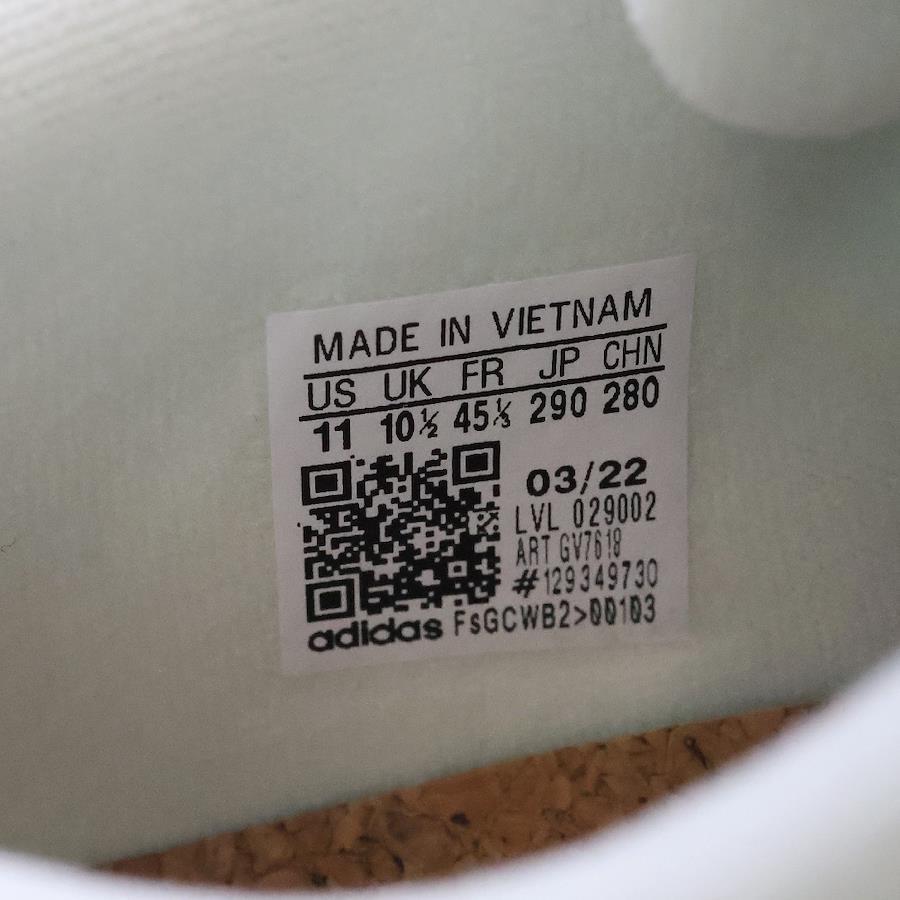 MADE IN VIETNAM
US UK FR JP CHN
11 10½ 45⅓ 290 280
03/22
LVL 029002
ART GV7618
#129349730
adidas FsGCWB2>00103